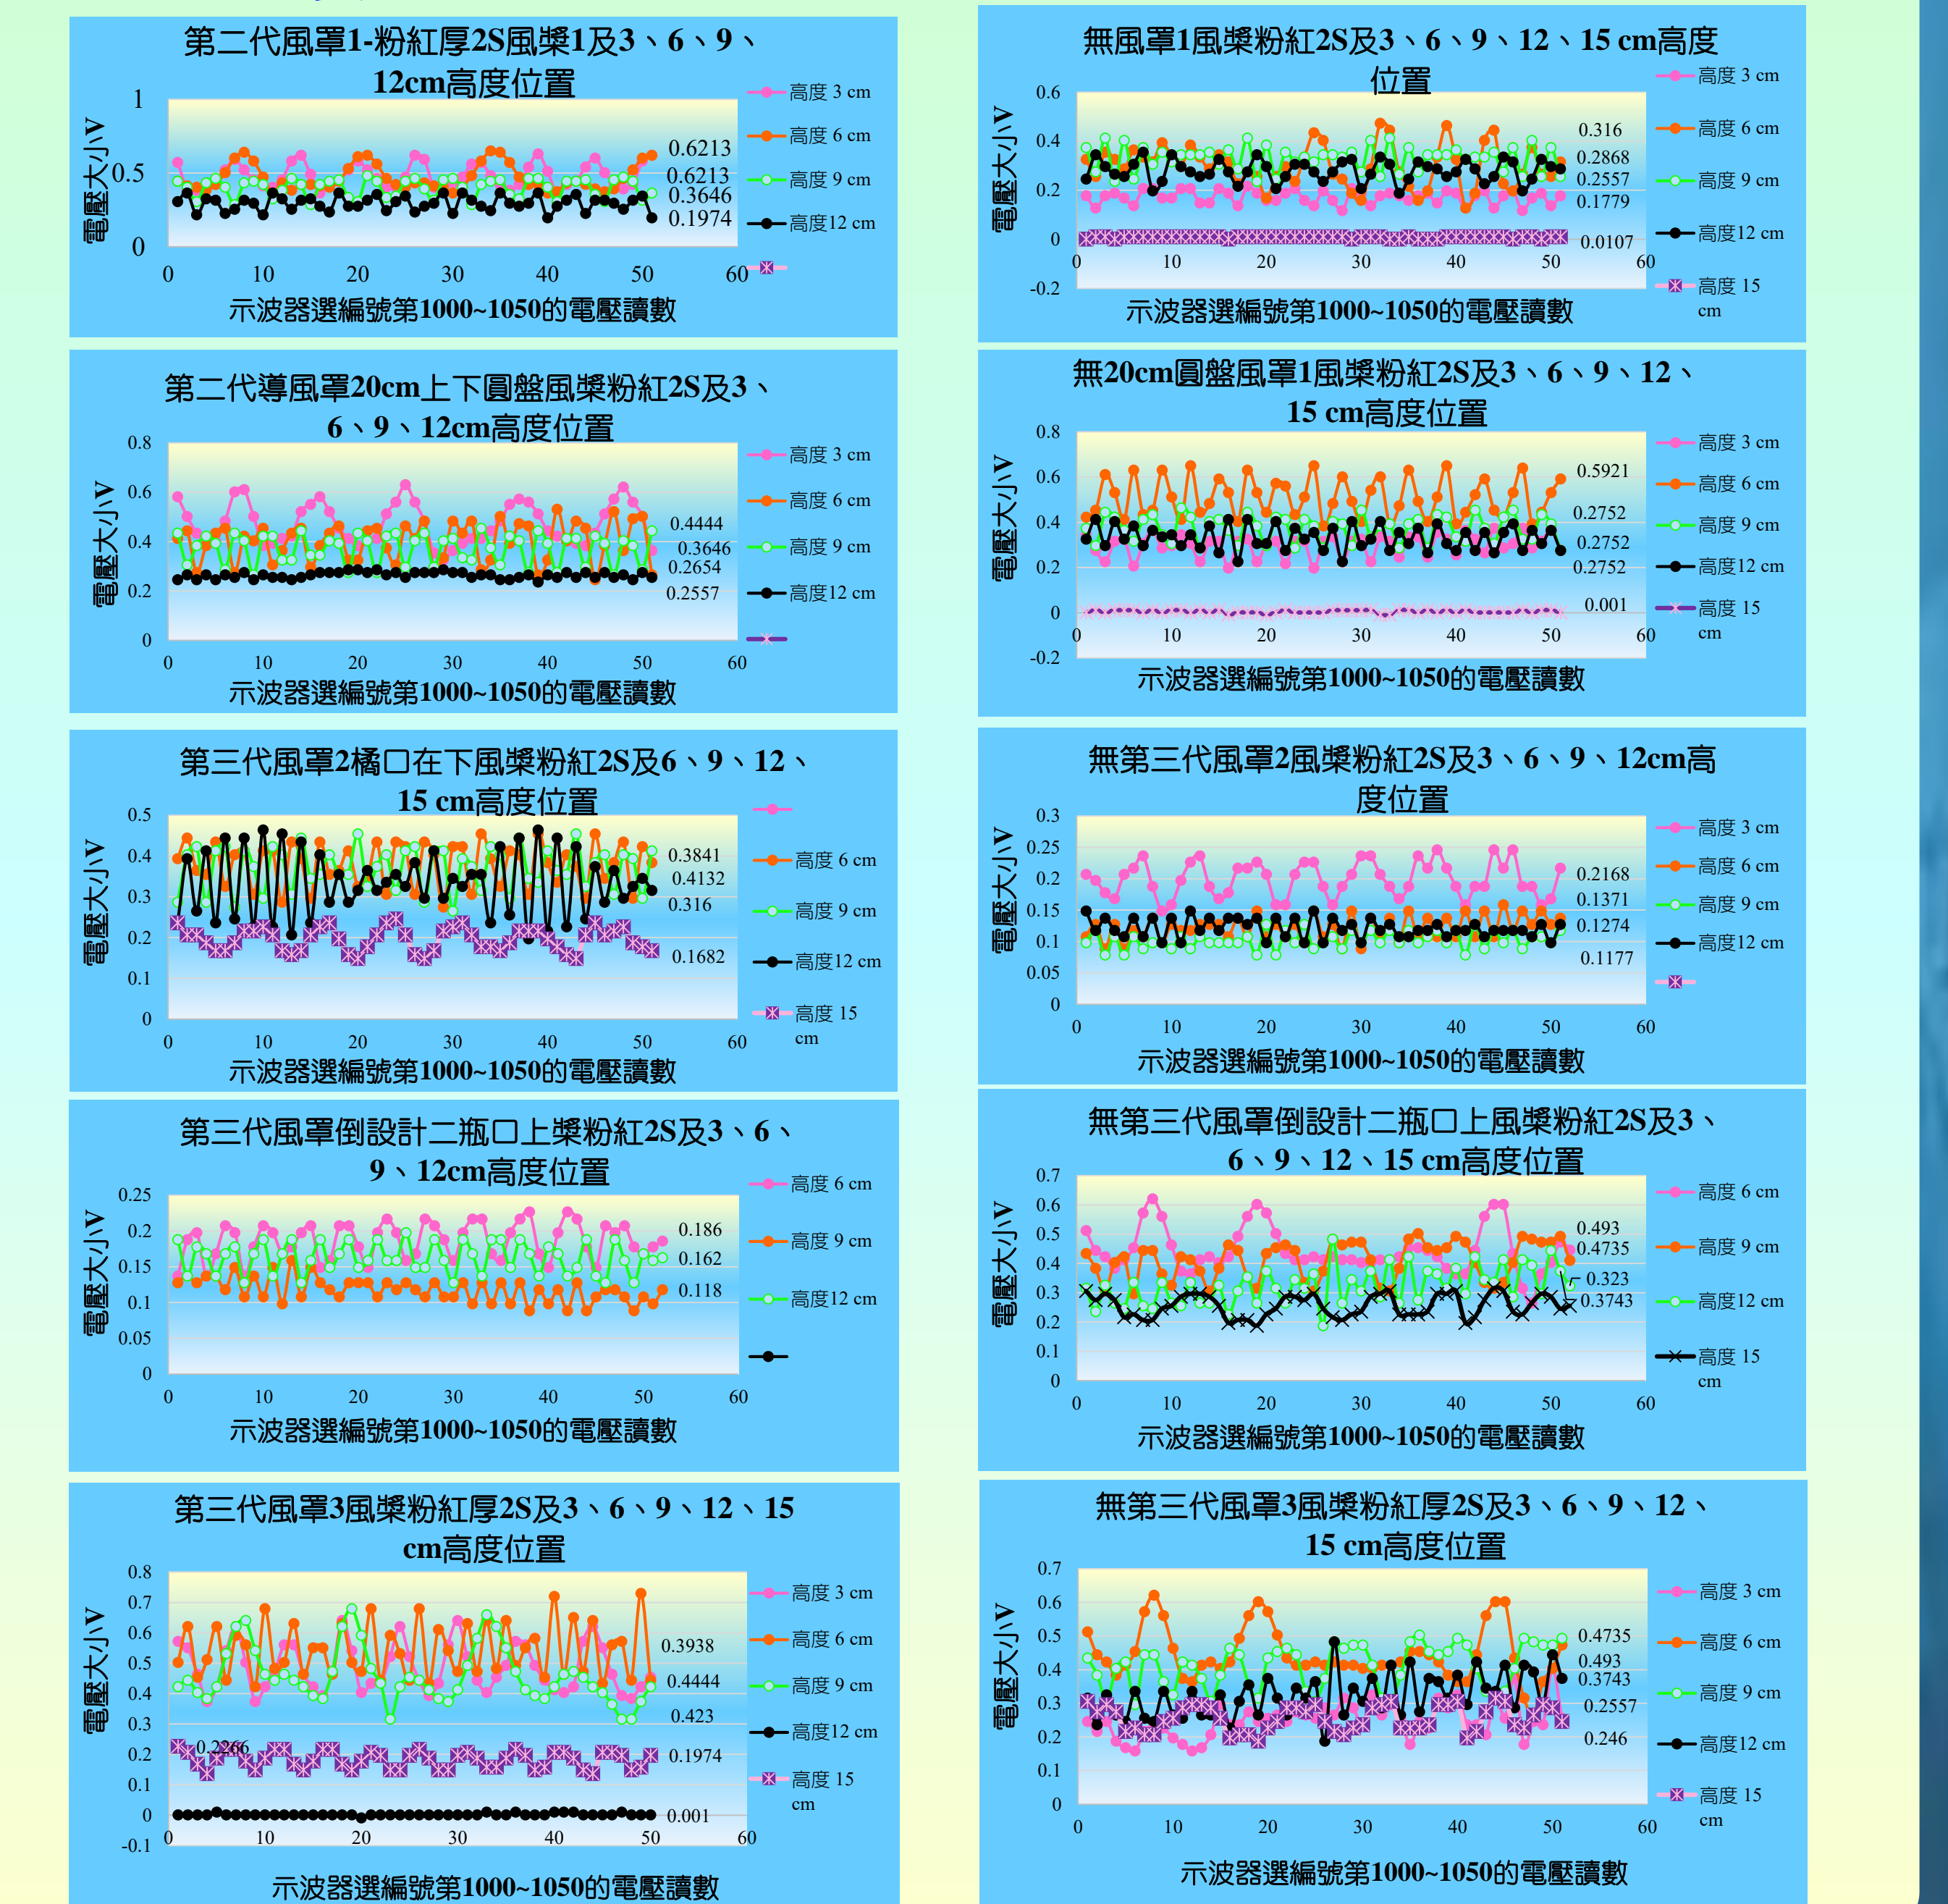 第二代風罩1-粉紅厚2S風槳1及3、6、9、
12cm高度位置
電壓大小V
1
0.5
0
0 10 20 30 40 50 60
0.6213
0.6213
0.3646
0.1974
高度 3 cm
高度 6 cm
高度 9 cm
高度12 cm
示波器選編號第1000~1050的電壓讀數
無風罩1風槳粉紅2S及3、6、9、12、15 cm高度
位置
電壓大小V
0.6
0.4
0.2
0
-0.2
0 10 20 30 40 50 60
0.316
0.2868
0.2557
0.1779
0.0107
高度 3 cm
高度 6 cm
高度 9 cm
高度12 cm
高度 15
cm
示波器選編號第1000~1050的電壓讀數
第二代導風罩20cm上下圓盤風槳粉紅2S及3、
6、9、12cm高度位置
電壓大小V
0.8
0.6
0.4
0.2
0
0 10 20 30 40 50 60
0.4444
0.3646
0.2654
0.2557
高度 3 cm
高度 6 cm
高度 9 cm
高度12 cm
示波器選編號第1000~1050的電壓讀數
無20cm圓盤風罩1風槳粉紅2S及3、6、9、12、
15 cm高度位置
電壓大小V
0.8
0.6
0.4
0.2
0
-0.2
0 10 20 30 40 50 60
0.5921
0.2752
0.2752
0.2752
0.001
高度 3 cm
高度 6 cm
高度 9 cm
高度12 cm
高度 15
cm
示波器選編號第1000~1050的電壓讀數
第三代風罩2橘口在下風槳粉紅2S及6、9、12、
15 cm高度位置
電壓大小V
0.5
0.4
0.3
0.2
0.1
0
0 10 20 30 40 50 60
0.3841
0.4132
0.316
0.1682
高度 6 cm
高度 9 cm
高度12 cm
高度 15
cm
示波器選編號第1000~1050的電壓讀數
無第三代風罩2風槳粉紅2S及3、6、9、12cm高
度位置
電壓大小V
0.3
0.25
0.2
0.15
0.1
0.05
0
0 10 20 30 40 50 60
0.2168
0.1371
0.1274
0.1177
高度 3 cm
高度 6 cm
高度 9 cm
高度12 cm
示波器選編號第1000~1050的電壓讀數
第三代風罩倒設計二瓶口上槳粉紅2S及3、6、
9、12cm高度位置
電壓大小V
0.25
0.2
0.15
0.1
0.05
0
0 10 20 30 40 50 60
0.186
0.162
0.118
高度 6 cm
高度 9 cm
高度12 cm
示波器選編號第1000~1050的電壓讀數
無第三代風罩倒設計二瓶口上風槳粉紅2S及3、
6、9、12、15 cm高度位置
電壓大小V
0.7
0.6
0.5
0.4
0.3
0.2
0.1
0
0 10 20 30 40 50 60
0.493
0.4735
0.323
0.3743
高度 6 cm
高度 9 cm
高度12 cm
高度 15
cm
示波器選編號第1000~1050的電壓讀數
第三代風罩3風槳粉紅厚2S及3、6、9、12、15
cm高度位置
電壓大小V
0.8
0.7
0.6
0.5
0.4
0.3
0.2
0.1
0
-0.1
0 10 20 30 40 50 60
0.2266
0.3938
0.4444
0.423
0.1974
0.001
高度 3 cm
高度 6 cm
高度 9 cm
高度12 cm
高度 15
cm
示波器選編號第1000~1050的電壓讀數
無第三代風罩3風槳粉紅厚2S及3、6、9、12、
15 cm高度位置
電壓大小V
0.7
0.6
0.5
0.4
0.3
0.2
0.1
0
0 10 20 30 40 50 60
0.4735
0.493
0.3743
0.2557
0.246
高度 3 cm
高度 6 cm
高度 9 cm
高度12 cm
高度 15
cm
示波器選編號第1000~1050的電壓讀數